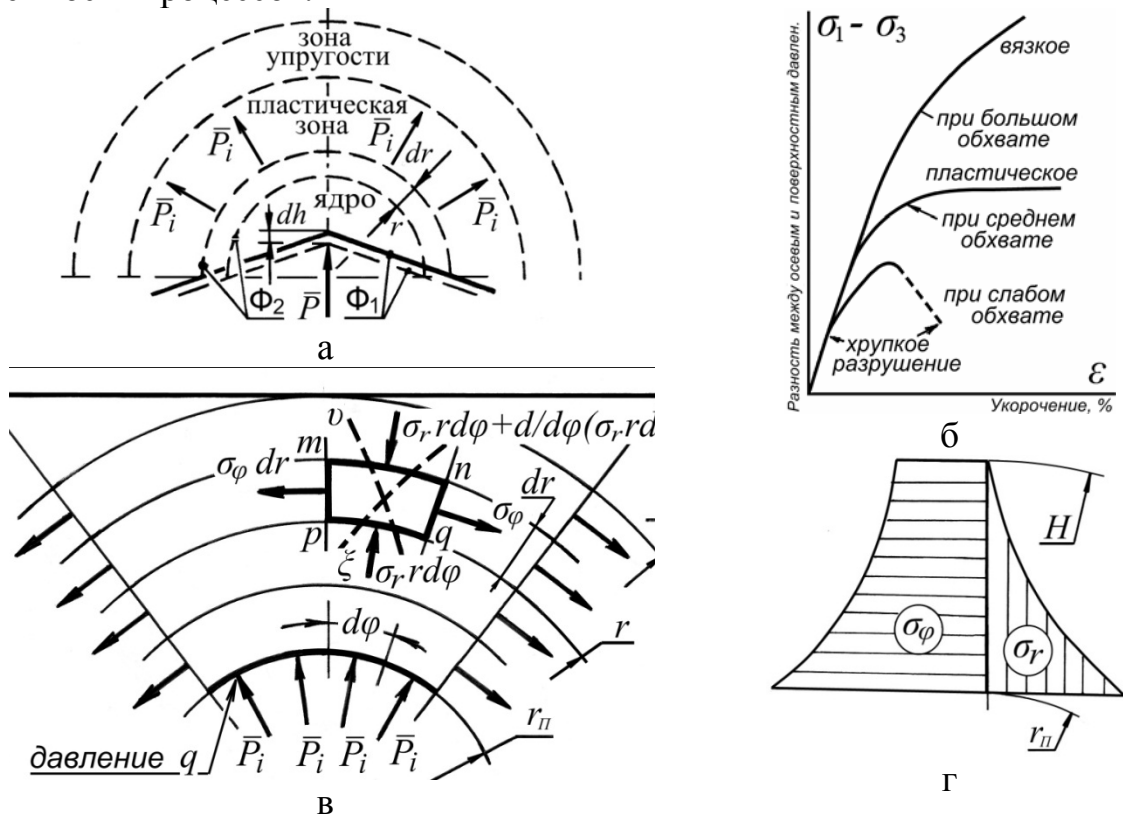 зона
упругости
пластическая
зона
P̄i P̄i
dr
P̄i P̄i
ядро
dh r
Ф2 P̄ Ф1
а
σ1 - σ3
Разность между осевым и поверхностным давлен.
вязкое
при большом
обхвате
пластическое
при среднем
обхвате
при слабом
обхвате
хрупкое
разрушение
ε
Укорочение, %
б
υ σr rdφ+d/dφ(σr rd
m
σφ dr n
dr
σφ
p q
ξ σr rdφ
dφ
r
rП
давление q P̄i P̄i P̄i P̄i
в
H
σφ σr
rП
г